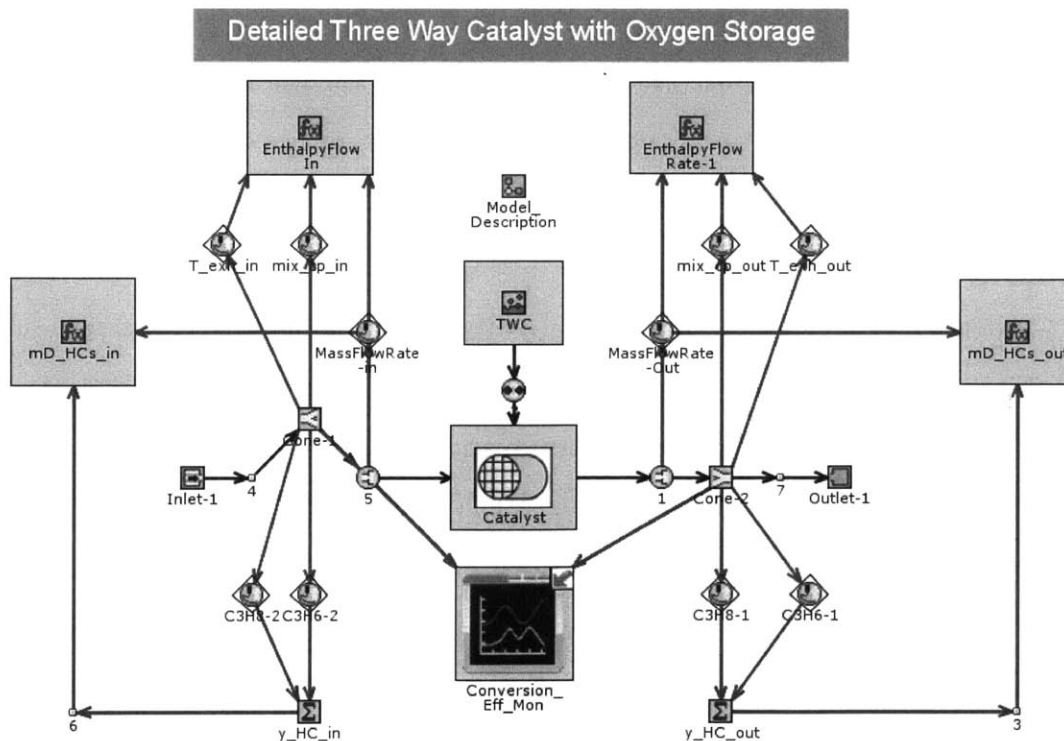 Detailed Three Way Catalyst with Oxygen Storage
EnthalpyFlow
In
EnthalpyFlow
Rate-1
Model_
Description
mix_cp_out
TWC
mD_HCs_in
MassFlowRate
-in
MassFlowRate
-Out
mD_HCs_out
Cone-1
Inlet-1
4
5
Catalyst
1
Cone-2
7
Outlet-1
C3H8-2
C3H6-2
C3H8-1
C3H6-1
Conversion_
Eff_Mon
6
y_HC_in
y_HC_out
3